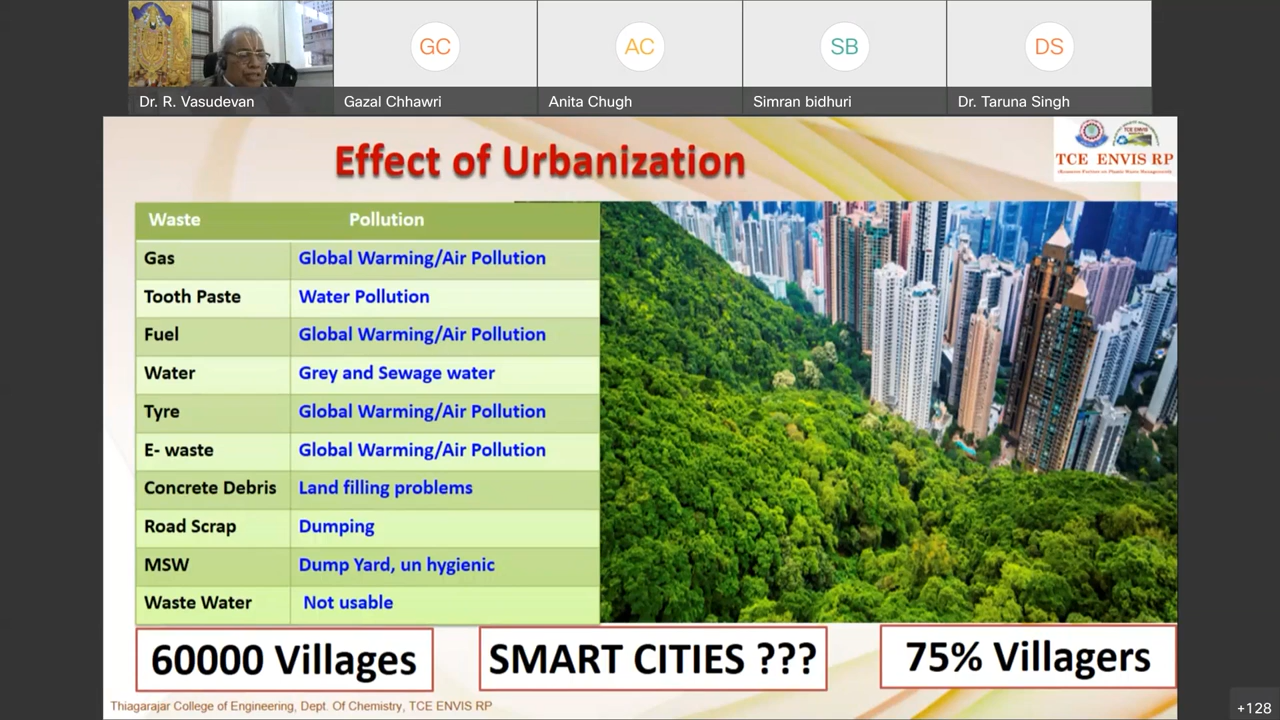 GC
AC
SB
DS
Dr. R. Vasudevan
Gazal Chhawri
Anita Chugh
Simran bidhuri
Dr. Taruna Singh
Effect of Urbanization
TCE ENVIS RP
Waste Pollution
Gas Global Warming/Air Pollution
Tooth Paste Water Pollution
Fuel Global Warming/Air Pollution
Water Grey and Sewage water
Tyre Global Warming/Air Pollution
E- waste Global Warming/Air Pollution
Concrete Debris Land filling problems
Road Scrap Dumping
MSW Dump Yard, un hygienic
Waste Water Not usable
60000 Villages
SMART CITIES ???
75% Villagers
Thiagarajar College of Engineering, Dept. Of Chemistry, TCE ENVIS RP
+128